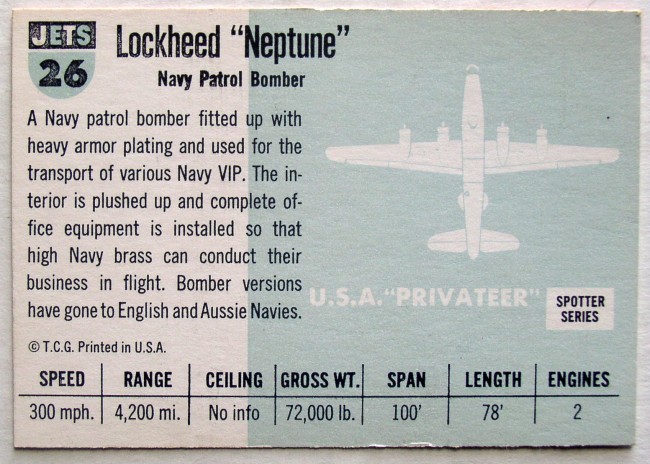 JETS
26
Lockheed "Neptune"
Navy Patrol Bomber
A Navy patrol bomber fitted up with
heavy armor plating and used for the
transport of various Navy VIP. The in-
terior is plushed up and complete of-
fice equipment is installed so that
high Navy brass can conduct their
business in flight. Bomber versions
have gone to English and Aussie Navies.
© T.C.G. Printed in U.S.A.
U.S.A. "PRIVATEER"
SPOTTER
SERIES
SPEED RANGE CEILING GROSS WT. SPAN LENGTH ENGINES
300 mph. 4,200 mi. No info 72,000 lb. 100' 78' 2